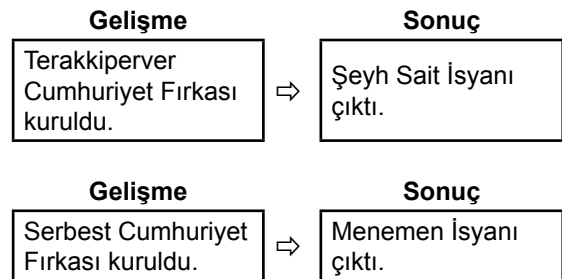 Gelişme
Sonuç
Terakkiperver
Cumhuriyet Fırkası
kuruldu.
⇨
Şeyh Sait İsyanı
çıktı.
Gelişme
Sonuç
Serbest Cumhuriyet
Fırkası kuruldu.
⇨
Menemen İsyanı
çıktı.